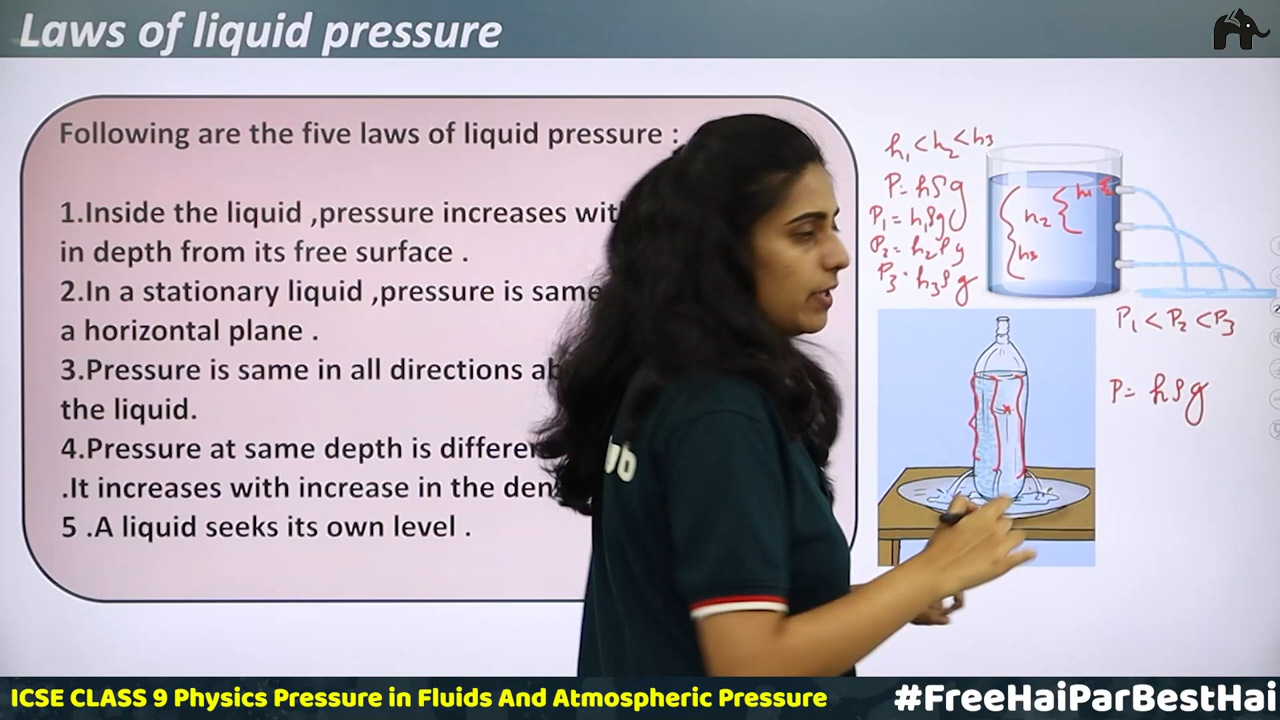 Laws of liquid pressure
Following are the five laws of liquid pressure :
1.Inside the liquid ,pressure increases
in depth from its free surface .
2.In a stationary liquid ,pressure is same
a horizontal plane .
3.Pressure is same in all directions
the liquid.
4.Pressure at same depth is
.It increases with increase in the
5 .A liquid seeks its own level .
h₁ < h₂ < h₃
P = hρg
P₁ = h₁ρg
P₂ = h₂ρg
P₃ = h₃ρg
h₁
h₂
h₃
P₁ < P₂ < P₃
P = hρg
ub
ICSE CLASS 9 Physics Pressure in Fluids And Atmospheric Pressure
#FreeHaiParBestHai